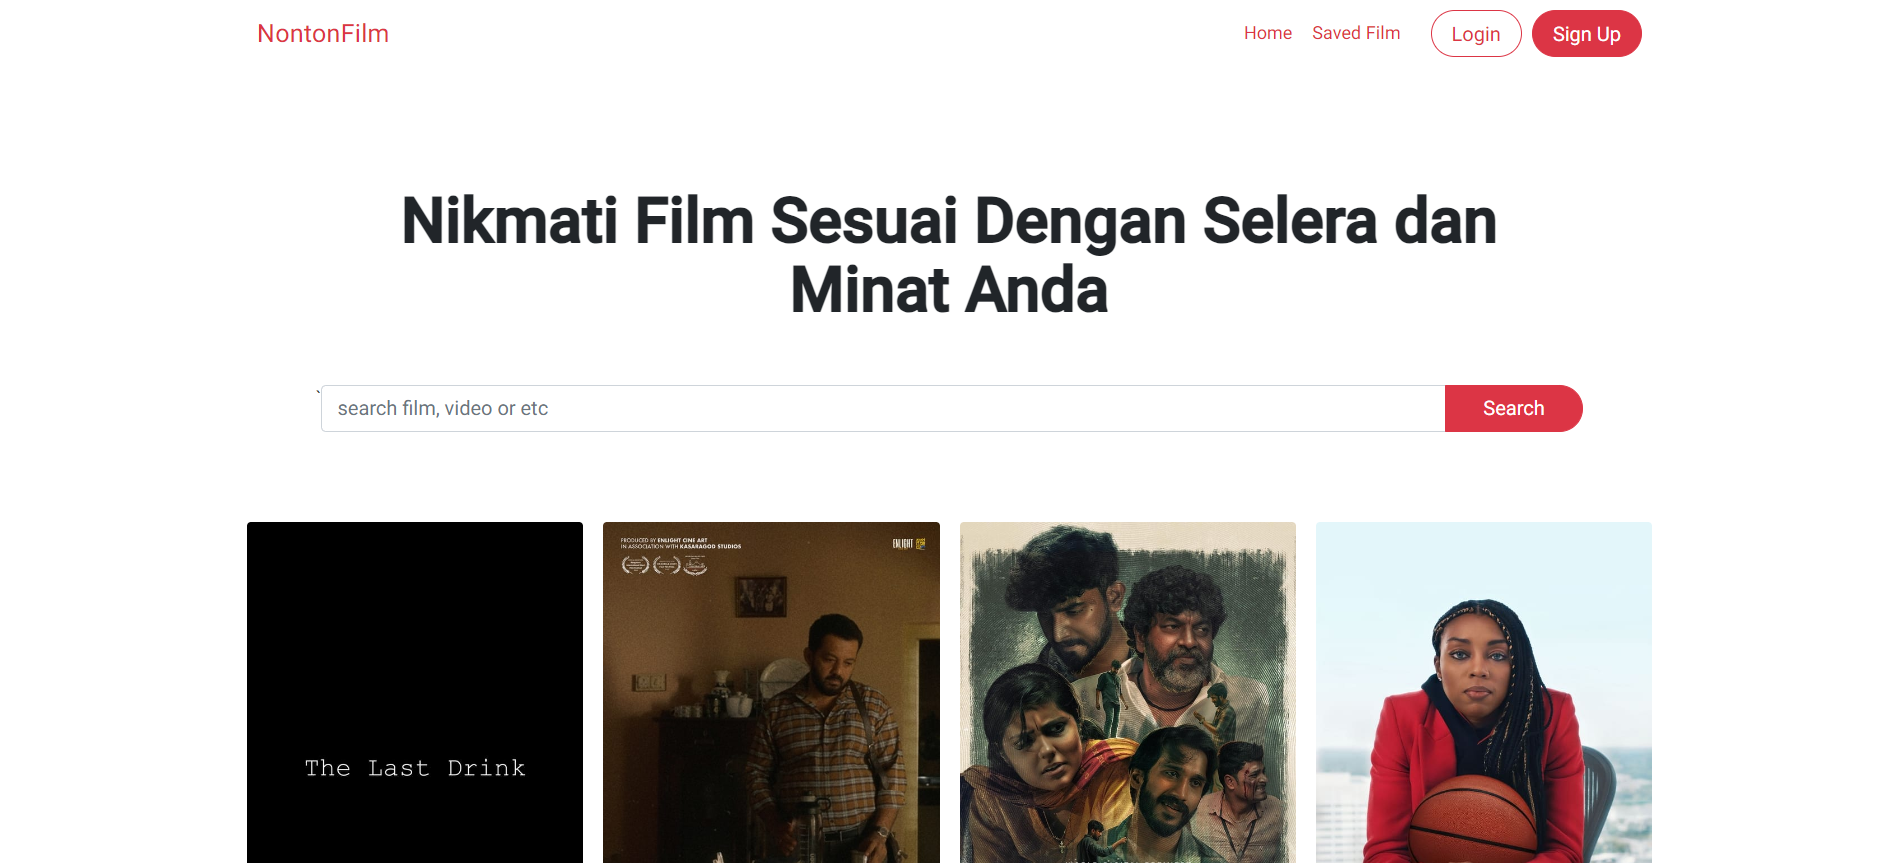 NontonFilm
Home
Saved Film
Login
Sign Up
Nikmati Film Sesuai Dengan Selera dan
Minat Anda
`
search film, video or etc
Search
The Last Drink
PRODUCED BY ENLIGHT CINE ART
IN ASSOCIATION WITH KASARAGOD STUDIOS
ENLIGHT